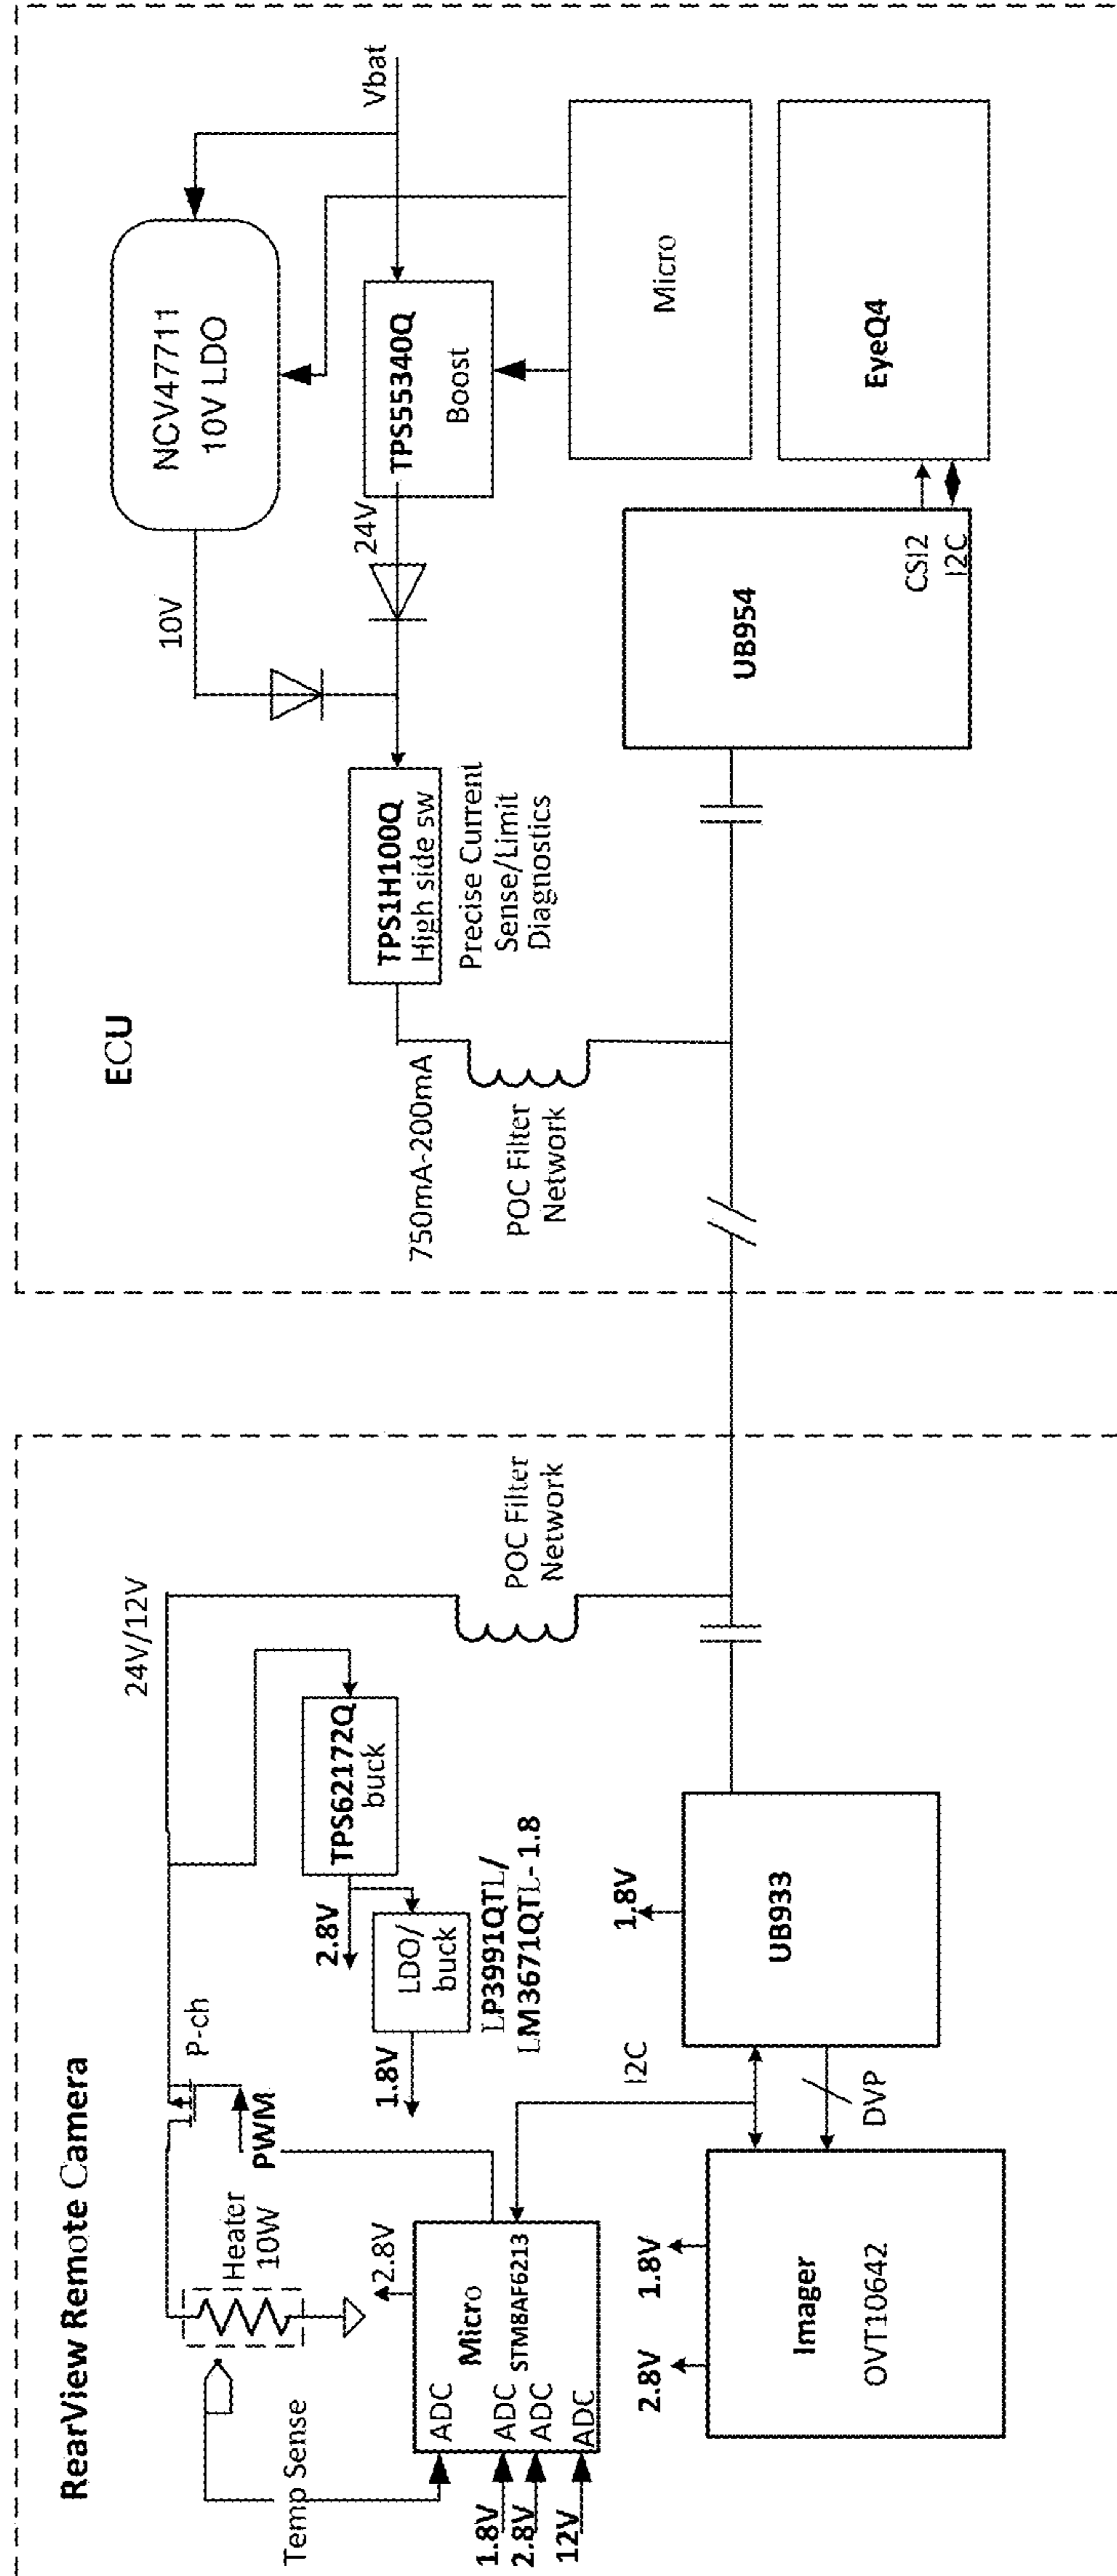 RearView Remote Camera
Temp Sense
Heater
10W
P-ch
PWM
24V/12V
TPS62172Q
buck
2.8V
LDO/
buck
1.8V
LP3991QTL/
LM3671QTL-1.8
2.8V
Micro
STM8AF6213
ADC
ADC
ADC
ADC
1.8V
2.8V
12V
I2C
POC Filter
Network
2.8V
1.8V
Imager
OVT10642
DVP
1.8V
UB933
ECU
10V
NCV47711
10V LDO
Vbat
24V
TPS55340Q
Boost
TPS1H100Q
High side sw
Precise Current
Sense/Limit
Diagnostics
750mA-200mA
POC Filter
Network
Micro
UB954
CSI2
I2C
EyeQ4